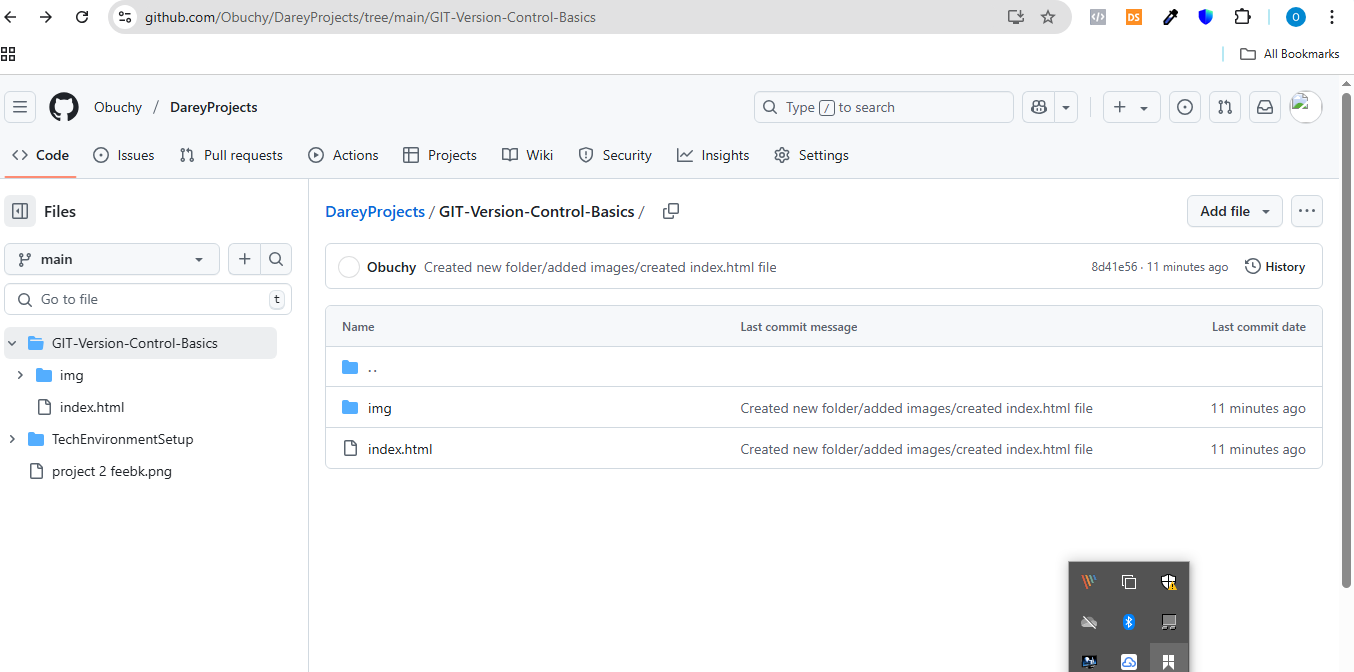 github.com/Obuchy/DareyProjects/tree/main/GIT-Version-Control-Basics
DS
O
All Bookmarks
Obuchy / DareyProjects
Type / to search
Code
Issues
Pull requests
Actions
Projects
Wiki
Security
Insights
Settings
Files
DareyProjects / GIT-Version-Control-Basics /
Add file
main
Obuchy Created new folder/added images/created index.html file
8d41e56 · 11 minutes ago
History
Go to file
t
Name
Last commit message
Last commit date
GIT-Version-Control-Basics
..
img
index.html
TechEnvironmentSetup
project 2 feebk.png
img
Created new folder/added images/created index.html file
11 minutes ago
index.html
Created new folder/added images/created index.html file
11 minutes ago